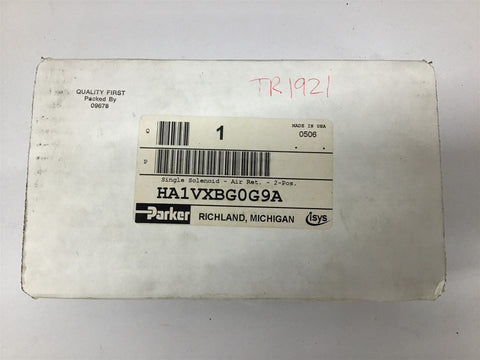 QUALITY FIRST
Packed By
09678
TR1921
Q
1
MADE IN USA
0506
P
Single Solenoid - Air Ret. - 2-Pos.
HA1VXBG0G9A
Parker
RICHLAND, MICHIGAN
isys